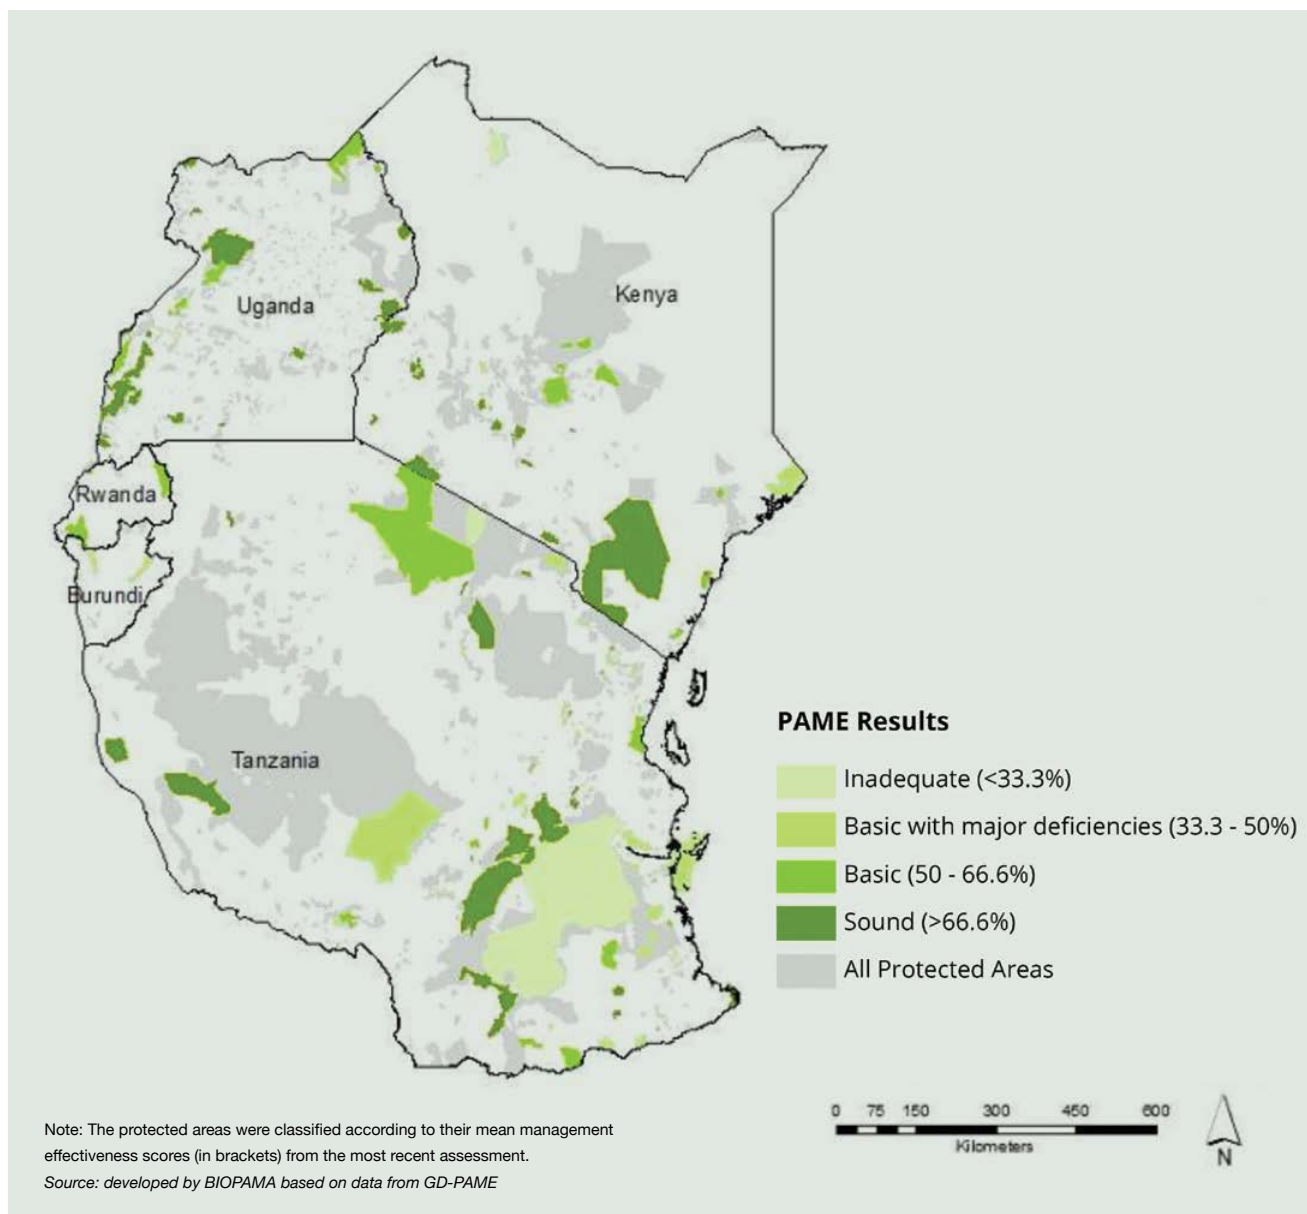 Uganda
Kenya
Rwanda
Burundi
Tanzania
PAME Results
Inadequate (<33.3%)
Basic with major deficiencies (33.3 - 50%)
Basic (50 - 66.6%)
Sound (>66.6%)
All Protected Areas
0 75 150 300 450 600
Kilometers
N
Note: The protected areas were classified according to their mean management
effectiveness scores (in brackets) from the most recent assessment.
Source: developed by BIOPAMA based on data from GD-PAME